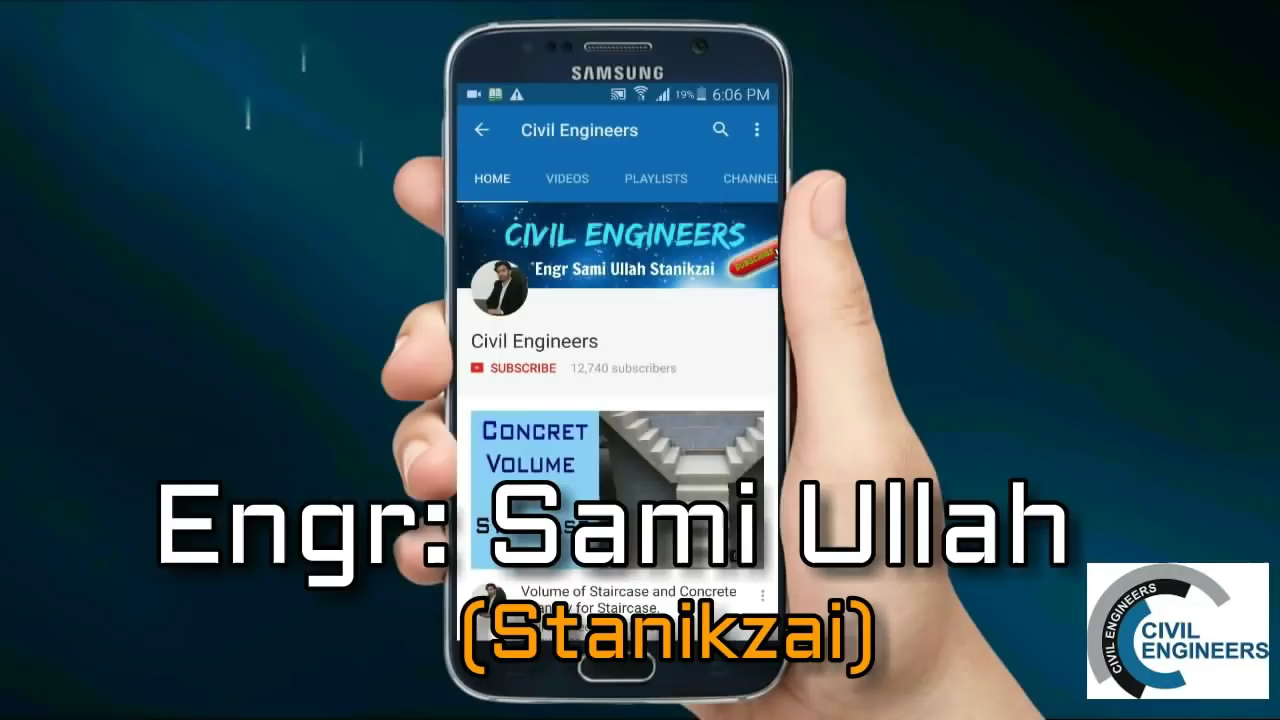 SAMSUNG
19% 6:06 PM
Civil Engineers
HOME VIDEOS PLAYLISTS CHANNEL
CIVIL ENGINEERS
Engr Sami Ullah Stanikzai
SUBSCRIBE
Civil Engineers
SUBSCRIBE 12,740 subscribers
CONCRET
VOLUME
Engr: Sami Ullah
Volume of Staircase and Concrete
for Staircase.
(Stanikzai)
CIVIL ENGINEERS
CIVIL
ENGINEERS